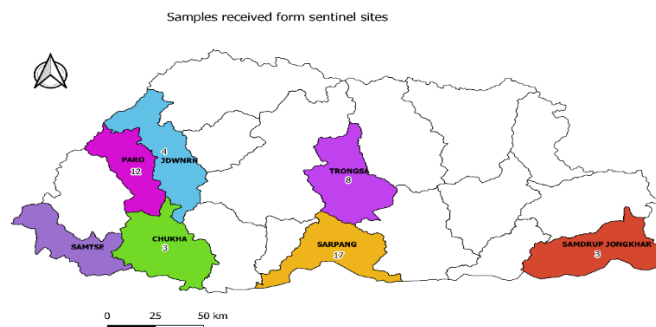 Samples received form sentinel sites
4
JDWNRH
PARO
12
TRONGSA
8
SAMTSE
CHUKHA
3
SARPANG
17
SAMDRUP JONGKHAR
3
0 25 50 km